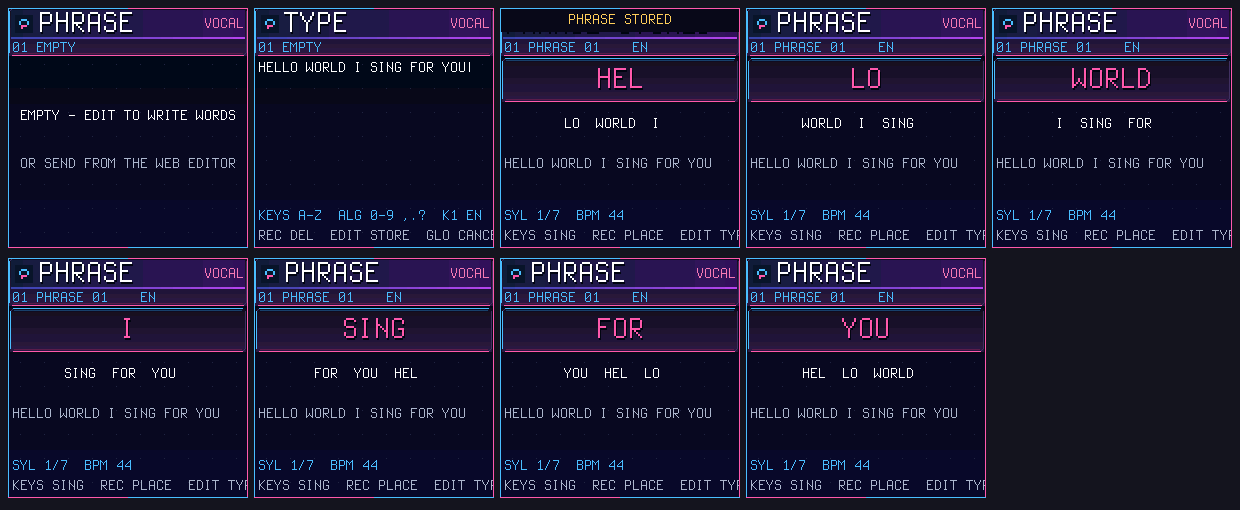 PHRASE VOCAL
01 EMPTY
EMPTY - EDIT TO WRITE WORDS
OR SEND FROM THE WEB EDITOR
TYPE VOCAL
01 EMPTY
HELLO WORLD I SING FOR YOU
KEYS A-Z ALG 0-9 ,.? K1 EN
REC DEL EDIT STORE GLO CANCE
PHRASE STORED
01 PHRASE 01 EN
HEL
LO WORLD I
HELLO WORLD I SING FOR YOU
SYL 1/7 BPM 44
KEYS SING REC PLACE EDIT TYP
PHRASE VOCAL
01 PHRASE 01 EN
LO
WORLD I SING
HELLO WORLD I SING FOR YOU
SYL 1/7 BPM 44
KEYS SING REC PLACE EDIT TYP
PHRASE VOCAL
01 PHRASE 01 EN
WORLD
I SING FOR
HELLO WORLD I SING FOR YOU
SYL 1/7 BPM 44
KEYS SING REC PLACE EDIT TYP
PHRASE VOCAL
01 PHRASE 01 EN
I
SING FOR YOU
HELLO WORLD I SING FOR YOU
SYL 1/7 BPM 44
KEYS SING REC PLACE EDIT TYP
PHRASE VOCAL
01 PHRASE 01 EN
SING
FOR YOU HEL
HELLO WORLD I SING FOR YOU
SYL 1/7 BPM 44
KEYS SING REC PLACE EDIT TYP
PHRASE VOCAL
01 PHRASE 01 EN
FOR
YOU HEL LO
HELLO WORLD I SING FOR YOU
SYL 1/7 BPM 44
KEYS SING REC PLACE EDIT TYP
PHRASE VOCAL
01 PHRASE 01 EN
YOU
HEL LO WORLD
HELLO WORLD I SING FOR YOU
SYL 1/7 BPM 44
KEYS SING REC PLACE EDIT TYP